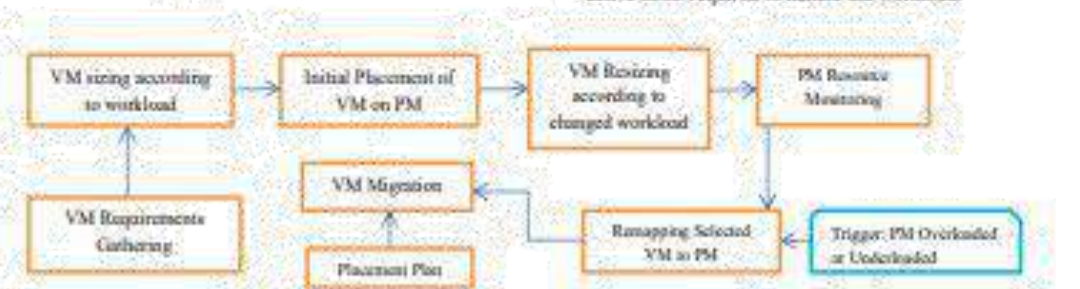 VM sizing according
to workload
Initial Placement of
VM on PM
VM Resizing
according to
changed workload
PM Resource
Monitoring
VM Migration
VM Requirements
Gathering
Remapping Selected
VM to PM
Trigger: PM Overloaded
or Underloaded
Placement Plan